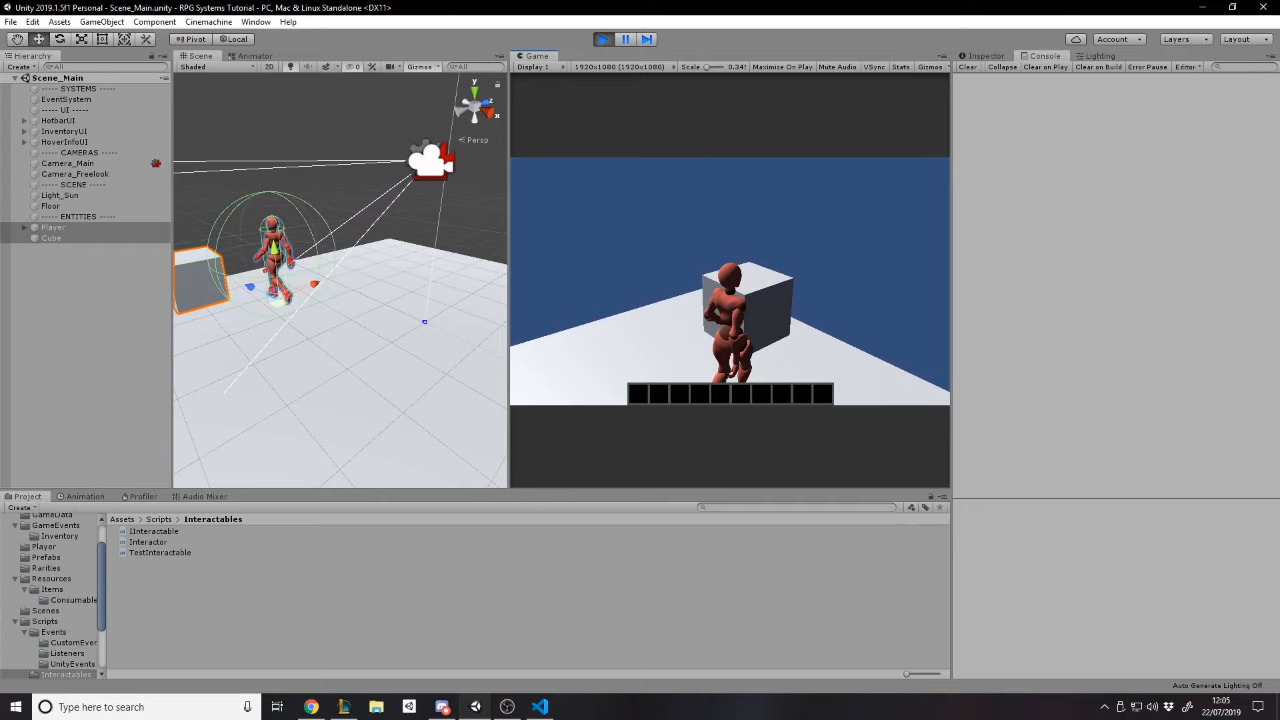 Unity 2019.1.5f1 Personal - Scene_Main.unity - RPG Systems Tutorial - PC, Mac & Linux Standalone <DX11>
File Edit Assets GameObject Component Cinemachine Window Help
Pivot Local Account Layers Layout
Hierarchy Scene Animator Game Inspector Console Lighting
Create All Shaded 2D 0 Gizmos All Display 1 1920x1080 (1920x1080) Scale 0.34! Maximize On Play Mute Audio VSync Stats Gizmos Clear Collapse Clear on Play Clear on Build Error Pause Editor
Scene_Main
----- SYSTEMS -----
EventSystem
----- UI -----
HotbarUI
InventoryUI
HoverInfoUI
----- CAMERAS -----
Camera_Main
Camera_Freelook
----- SCENE -----
Light_Sun
Floor
----- ENTITIES -----
Player
Cube
y
z
x
Persp
Project Animation Profiler Audio Mixer
Create
GameData
GameEvents
Inventory
Player
Prefabs
Rarities
Resources
Items
Consumable
Scenes
Scripts
Events
CustomEver
Listeners
UnityEvents
Interactables
Assets Scripts Interactables
IInteractable
Interactor
TestInteractable
Auto Generate Lighting Off
Type here to search
12:05
22/07/2019